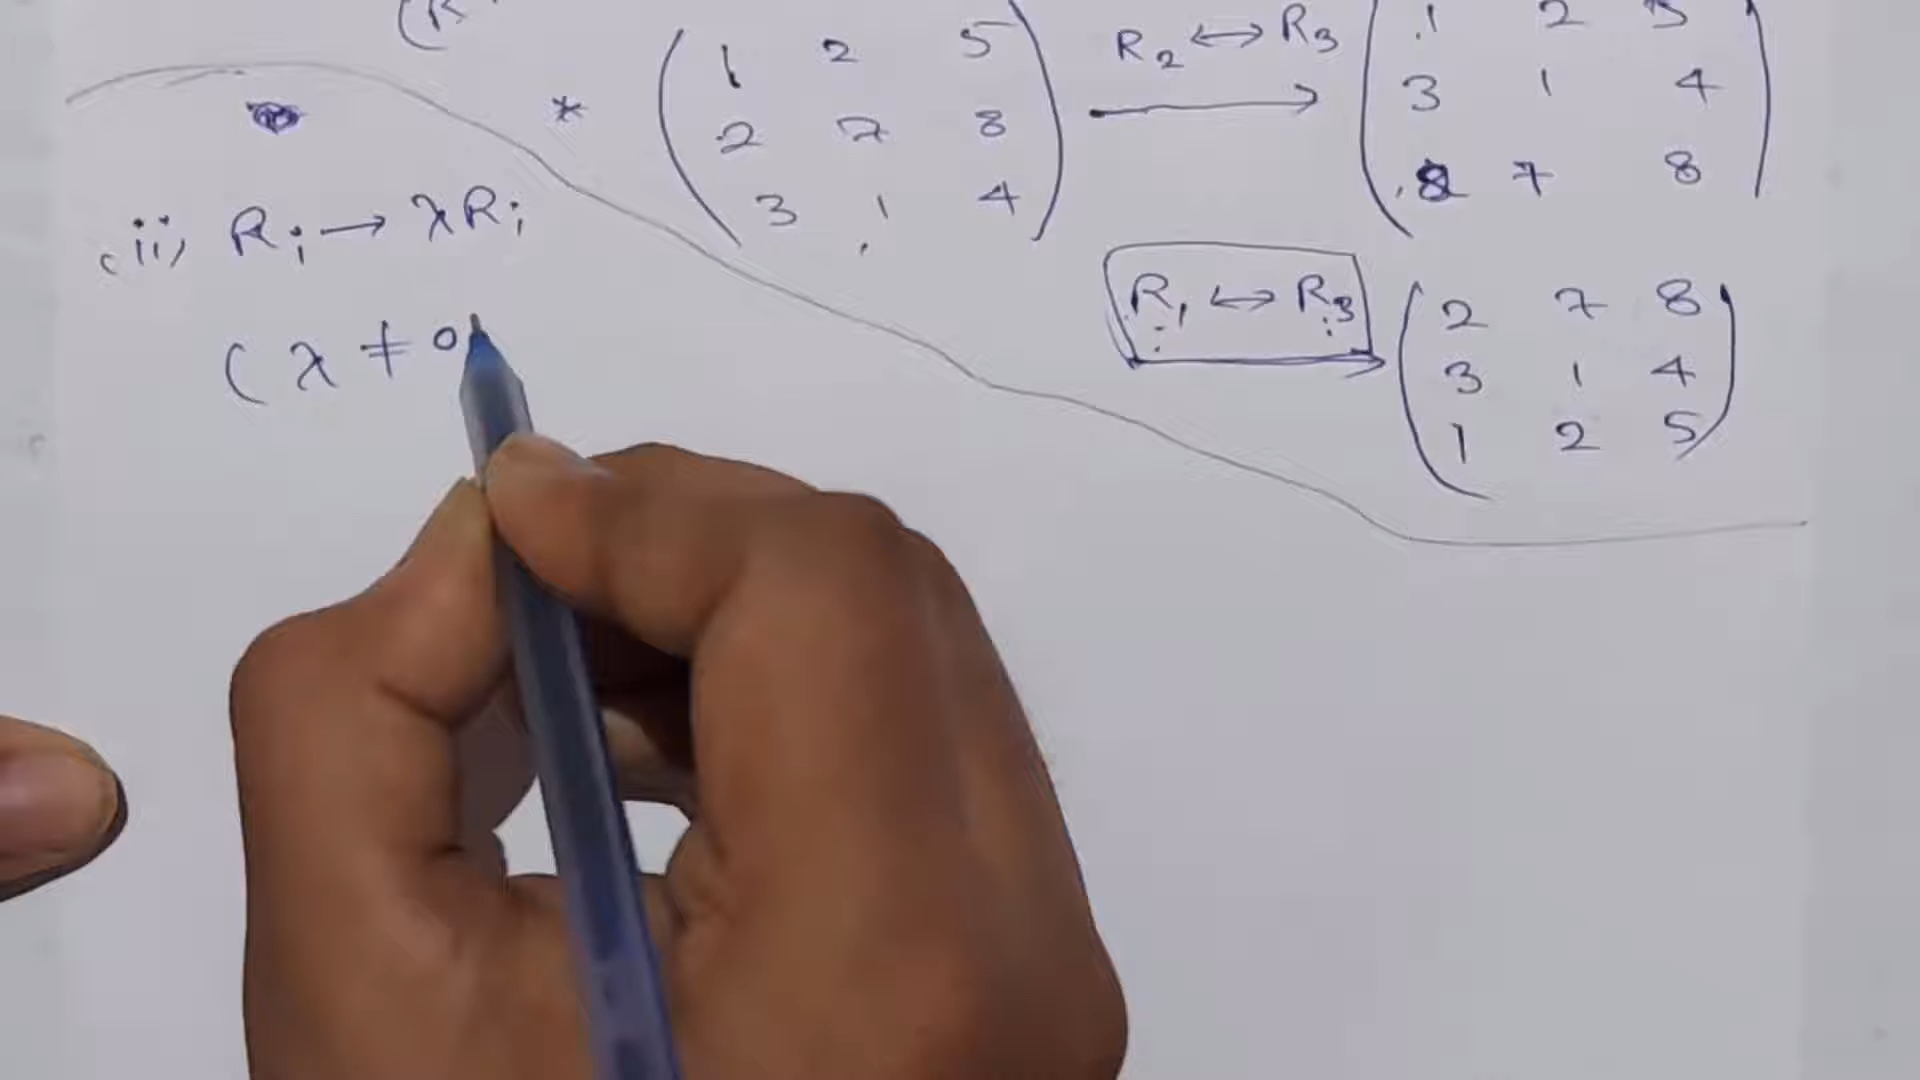 (R
* ( 1 2 5 R2 ↔ R3 ( 1 2 5
2 7 8 ⟶ 3 1 4
3 1 4 ) 2 7 8 )
(ii) Ri → λRi
(λ ≠ 0
R1 ↔ R3 ( 2 7 8
3 1 4
1 2 5 )